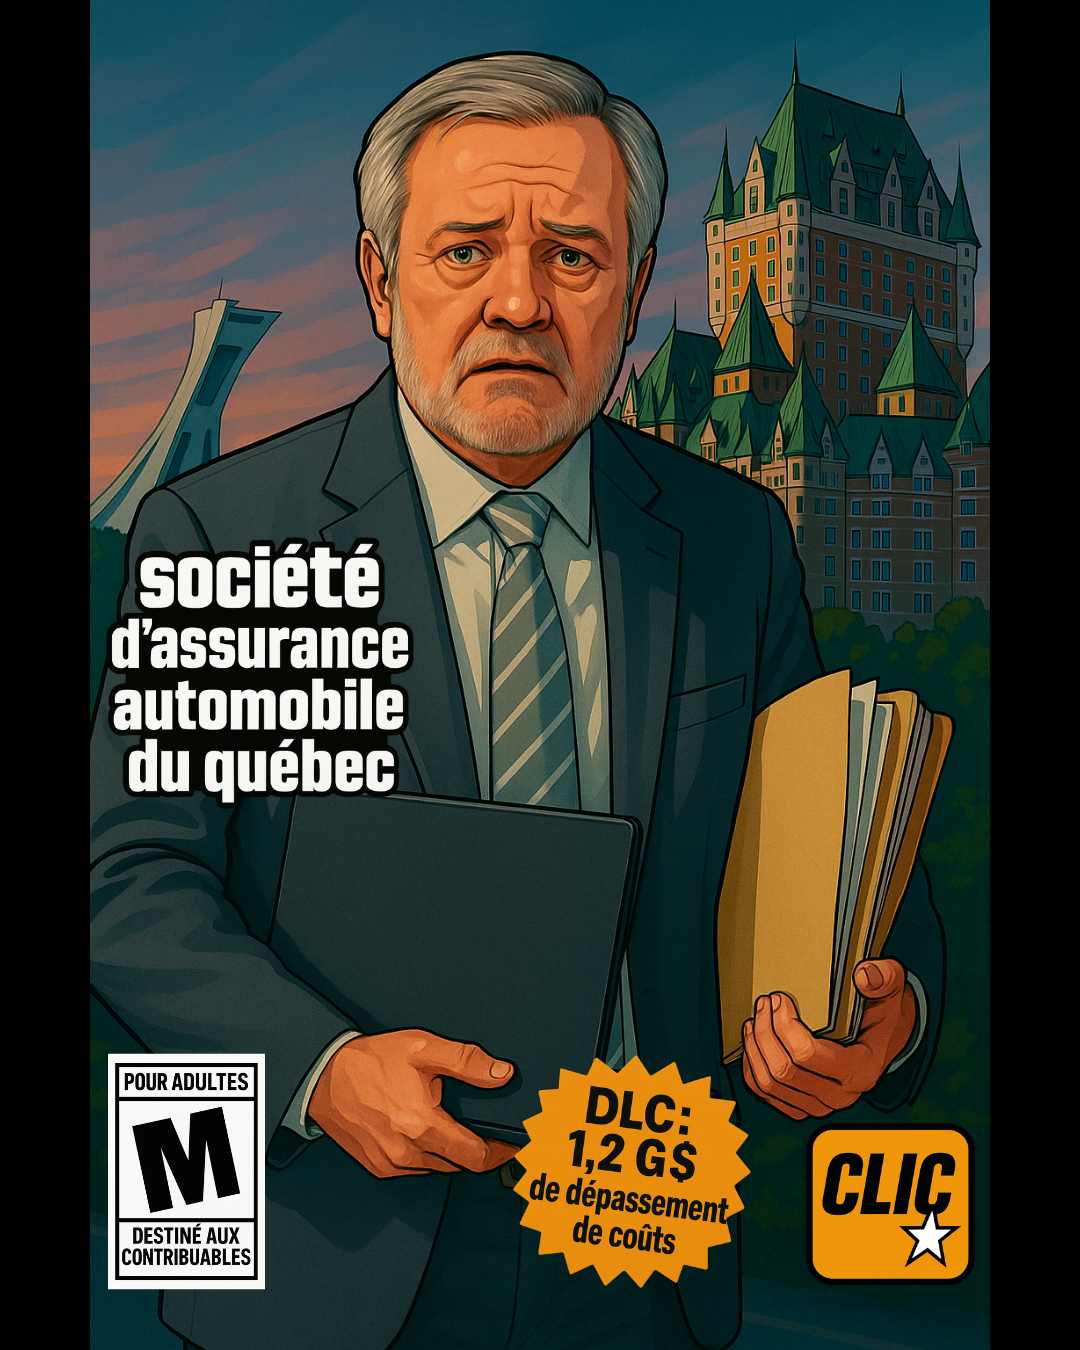 société
d'assurance
automobile
du québec
POUR ADULTES
M
DESTINÉ AUX
CONTRIBUABLES
DLC:
1,2 G$
de dépassement
de coûts
CLIC